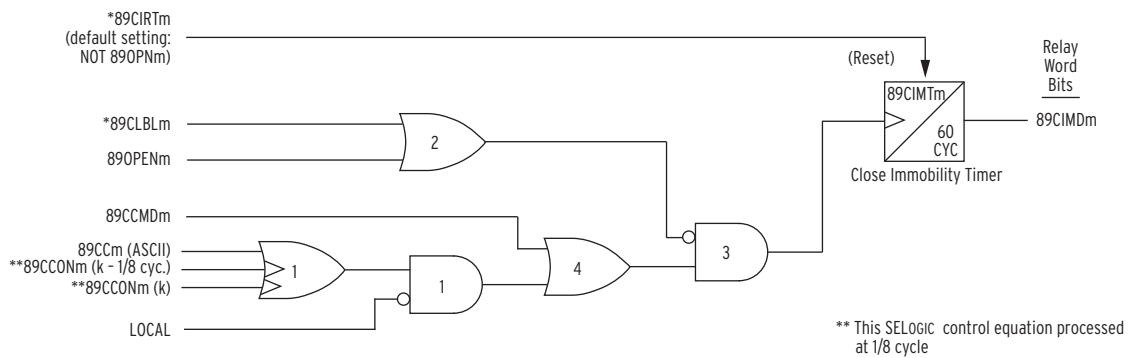 *89CIRTm
(default setting:
NOT 89OPNm)
(Reset)
Relay
Word
Bits
89CIMTm
60
CYC
89CIMDm
Close Immobility Timer
*89CLBLm
89OPENm
2
89CCMDm
89CCm (ASCII)
**89CCONm (k - 1/8 cyc.)
**89CCONm (k)
LOCAL
1
1
4
3
** This SELOGIC control equation processed
at 1/8 cycle